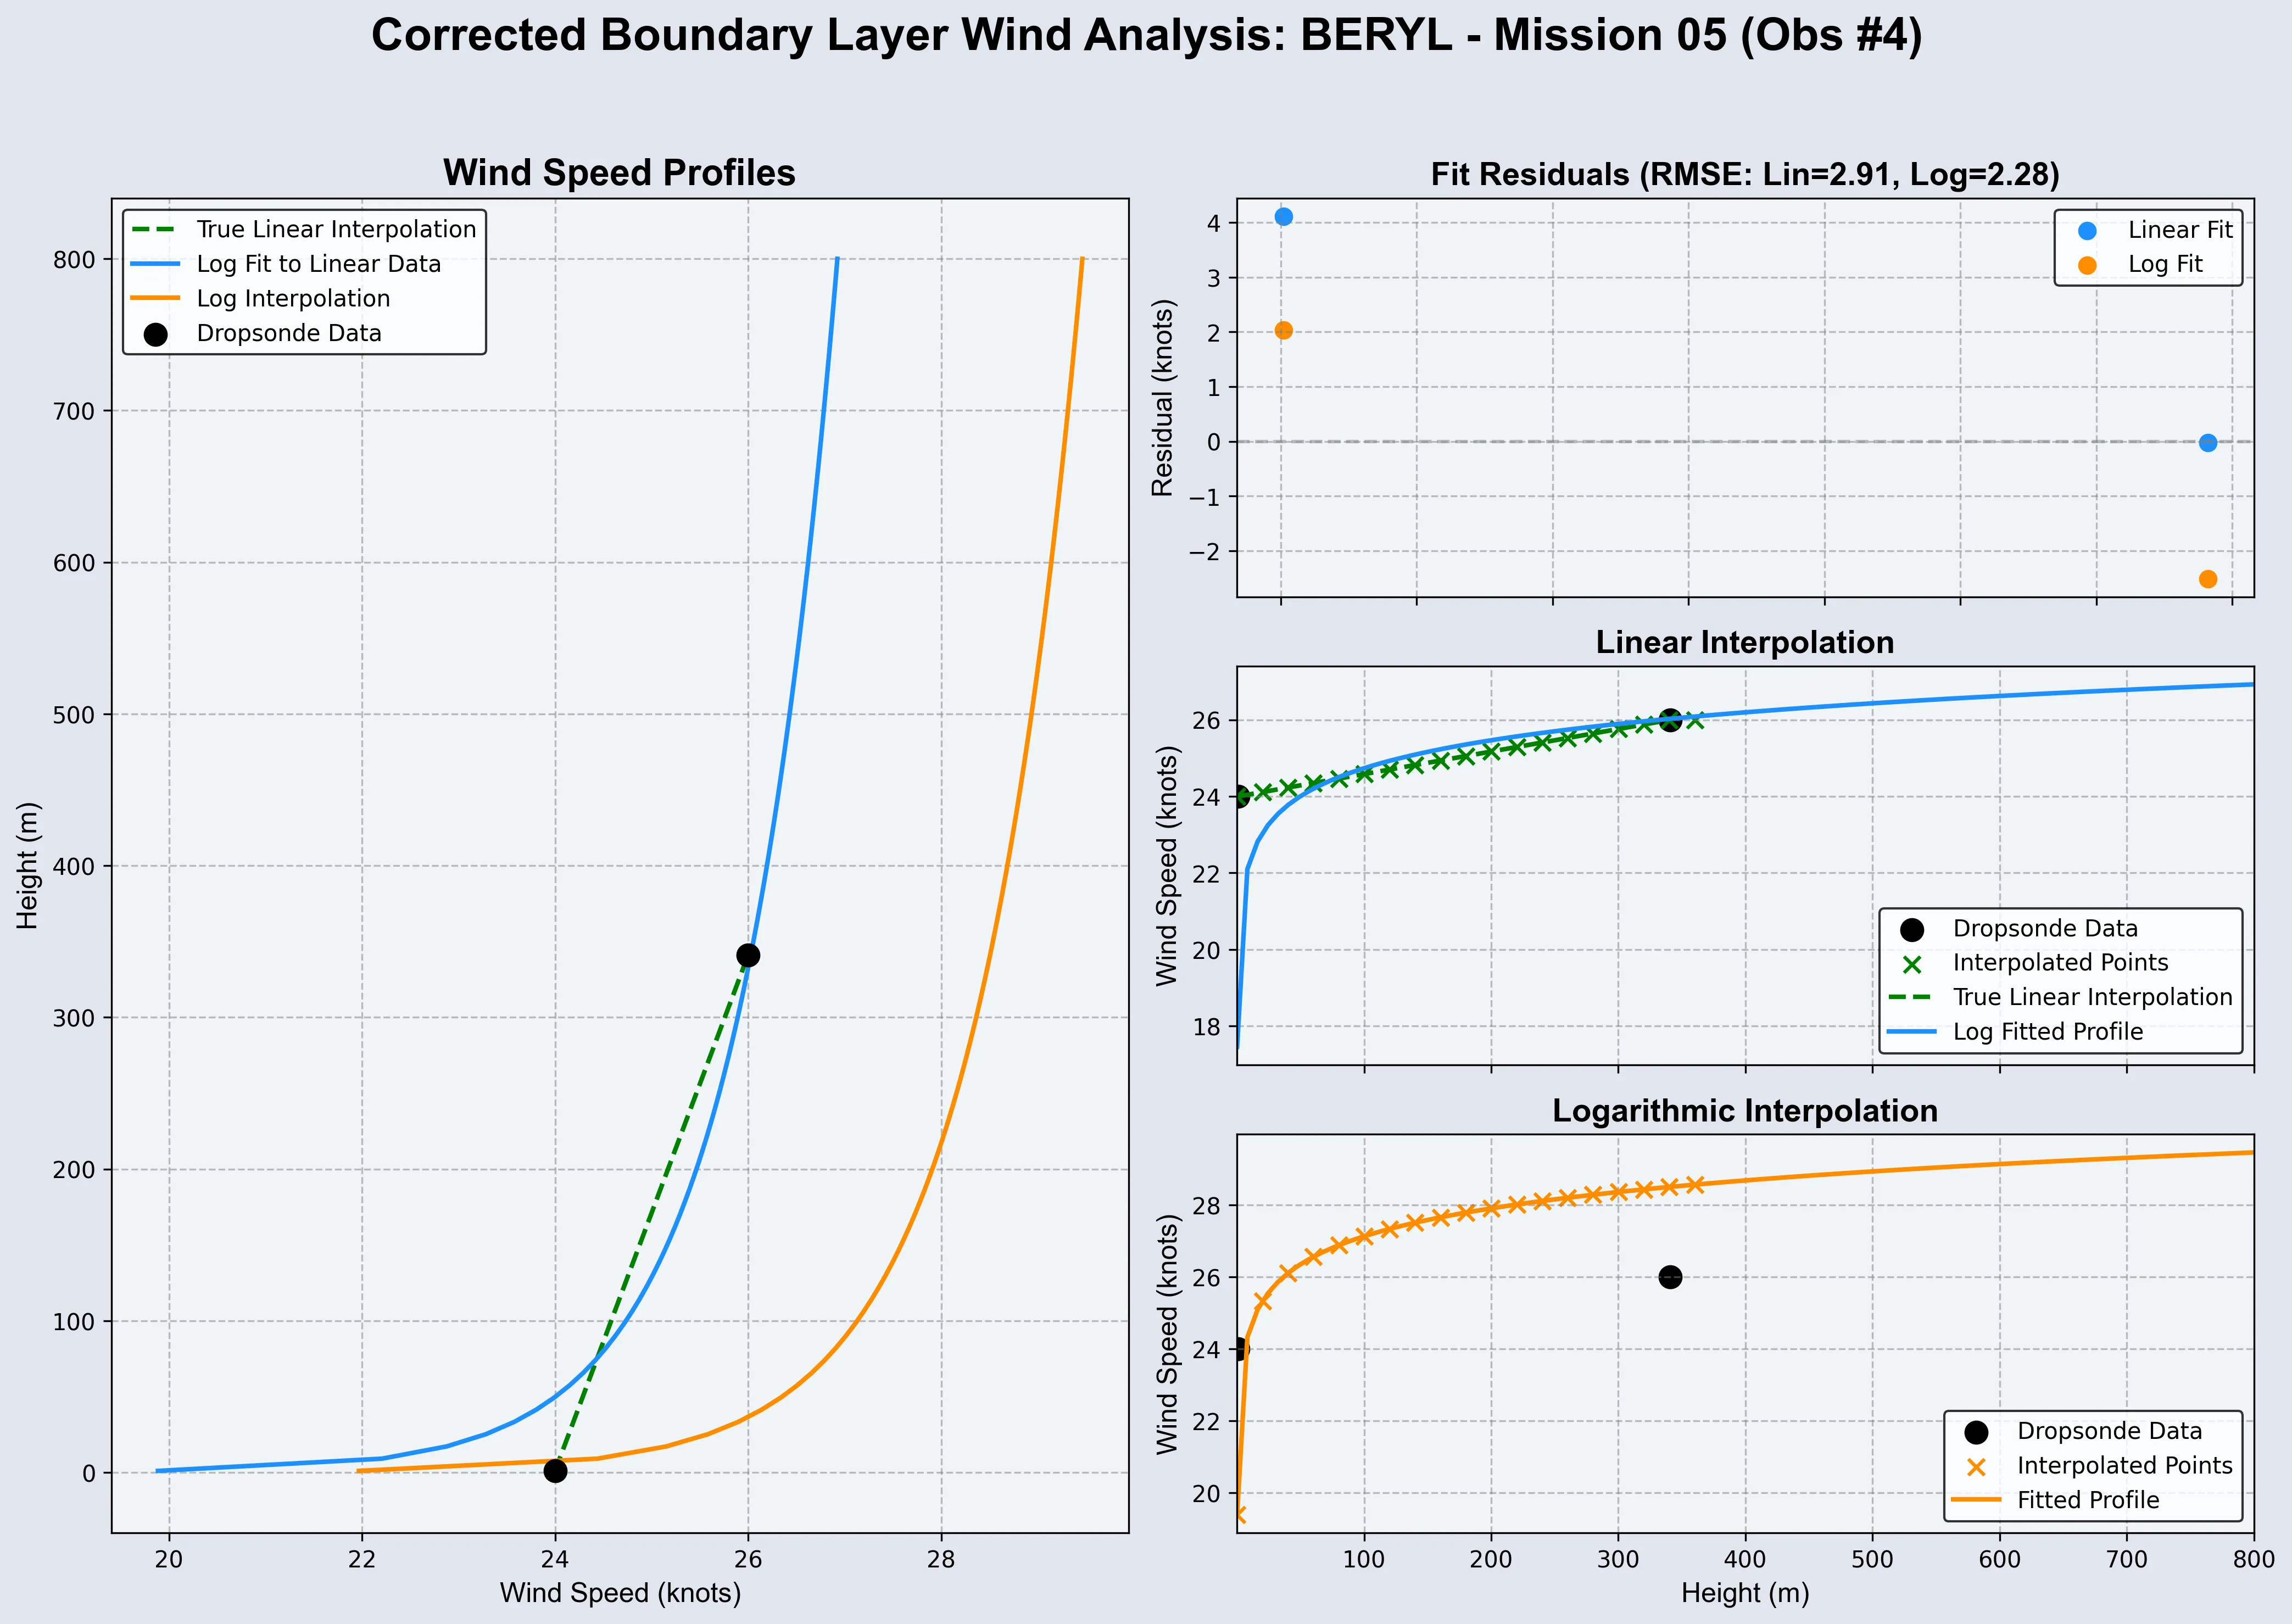 Corrected Boundary Layer Wind Analysis: BERYL - Mission 05 (Obs #4)
Wind Speed Profiles
True Linear Interpolation
Log Fit to Linear Data
Log Interpolation
Dropsonde Data
800
700
600
500
400
300
200
100
0
Height (m)
20 22 24 26 28
Wind Speed (knots)
Fit Residuals (RMSE: Lin=2.91, Log=2.28)
Linear Fit
Log Fit
4
3
2
1
0
−1
−2
Residual (knots)
Linear Interpolation
26
24
22
20
18
Wind Speed (knots)
Dropsonde Data
Interpolated Points
True Linear Interpolation
Log Fitted Profile
Logarithmic Interpolation
28
26
24
22
20
Wind Speed (knots)
Dropsonde Data
Interpolated Points
Fitted Profile
100 200 300 400 500 600 700 800
Height (m)